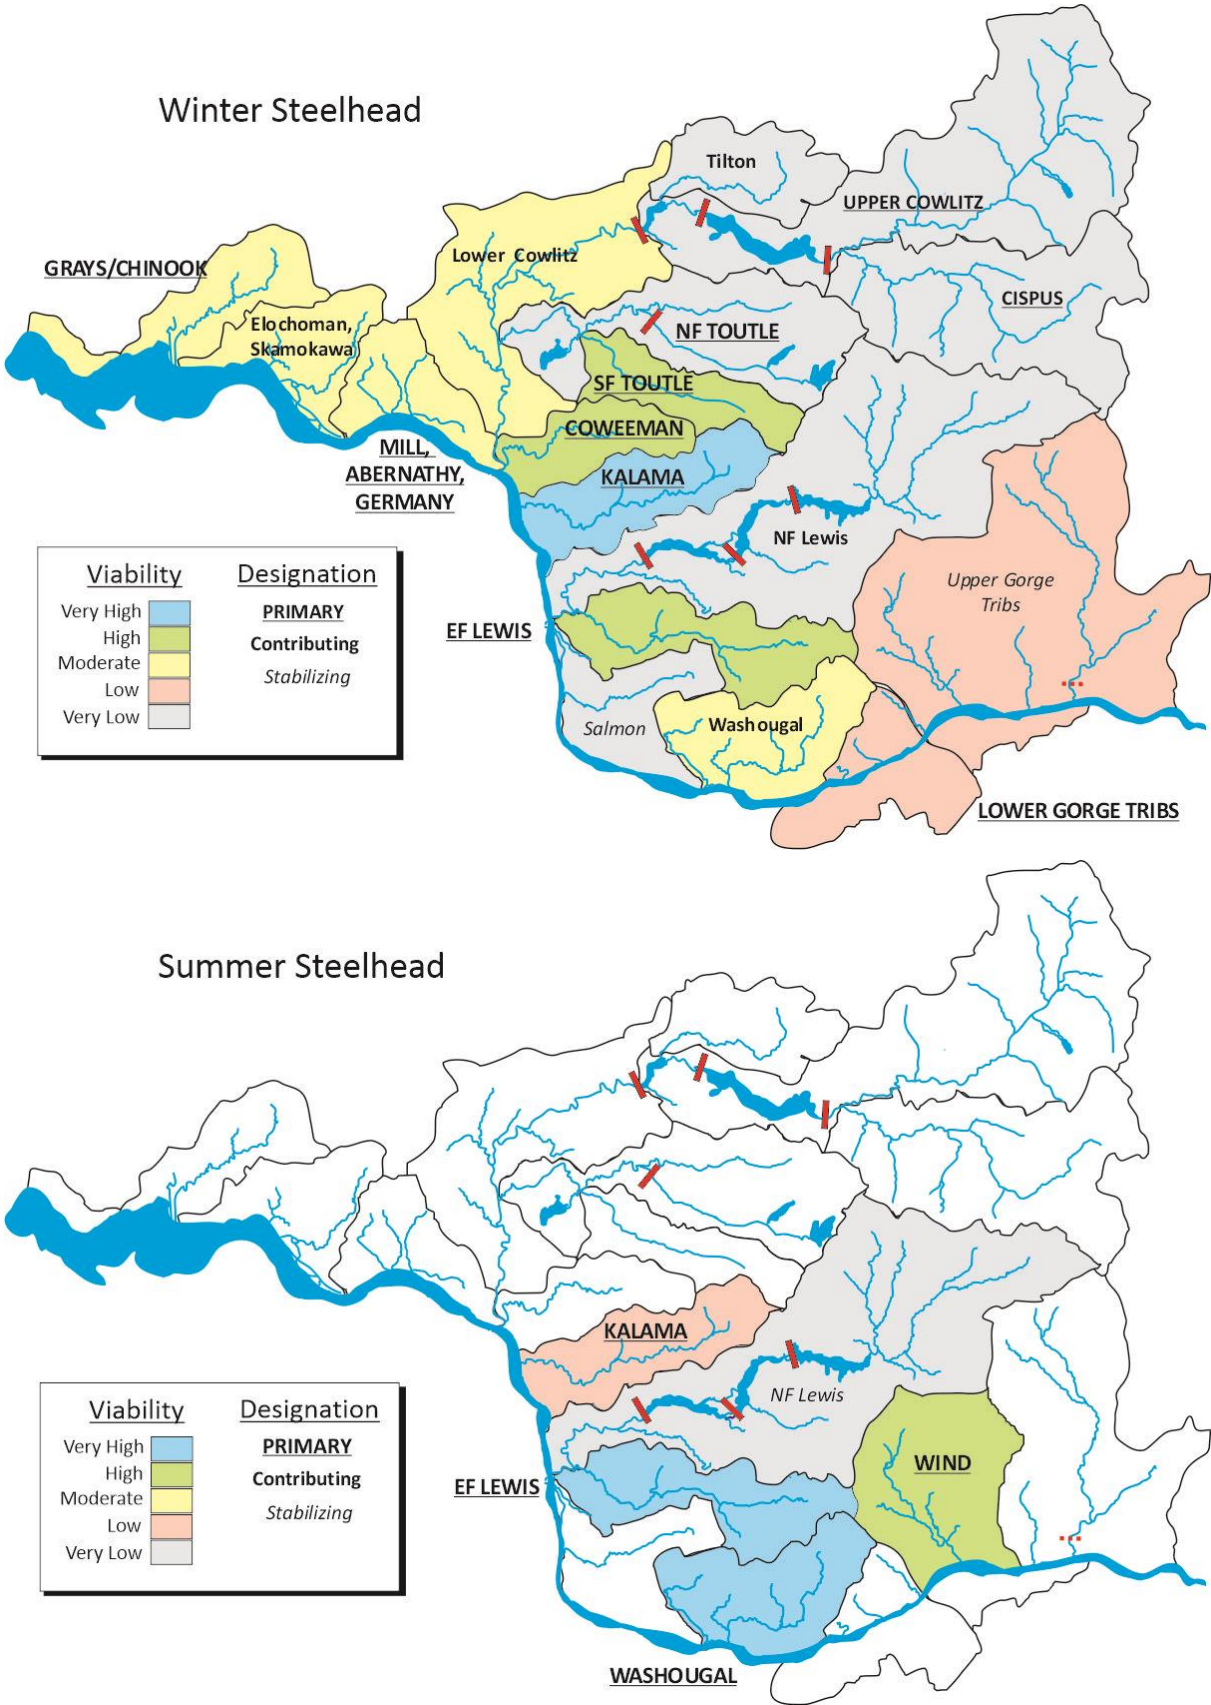 Winter Steelhead
Tilton
UPPER COWLITZ
Lower Cowlitz
GRAYS/CHINOOK
CISPUS
Elochoman,
Skamokawa
NF TOUTLE
SF TOUTLE
COWEEMAN
MILL,
ABERNATHY,
GERMANY
KALAMA
NF Lewis
Upper Gorge
Tribs
EF LEWIS
Salmon
Washougal
LOWER GORGE TRIBS
Viability Designation
Very High PRIMARY
High Contributing
Moderate Stabilizing
Low
Very Low
Summer Steelhead
KALAMA
NF Lewis
WIND
EF LEWIS
WASHOUGAL
Viability Designation
Very High PRIMARY
High Contributing
Moderate Stabilizing
Low
Very Low